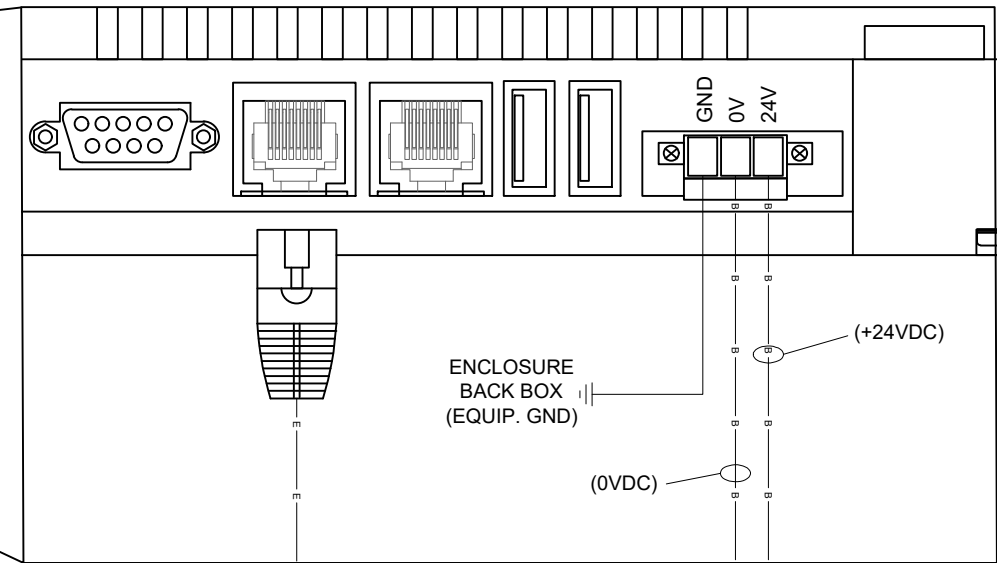 GND
0V
24V
B
B
B
B
(+24VDC)
B
B
ENCLOSURE
BACK BOX
(EQUIP. GND)
E
B
B
(0VDC)
E
B
B